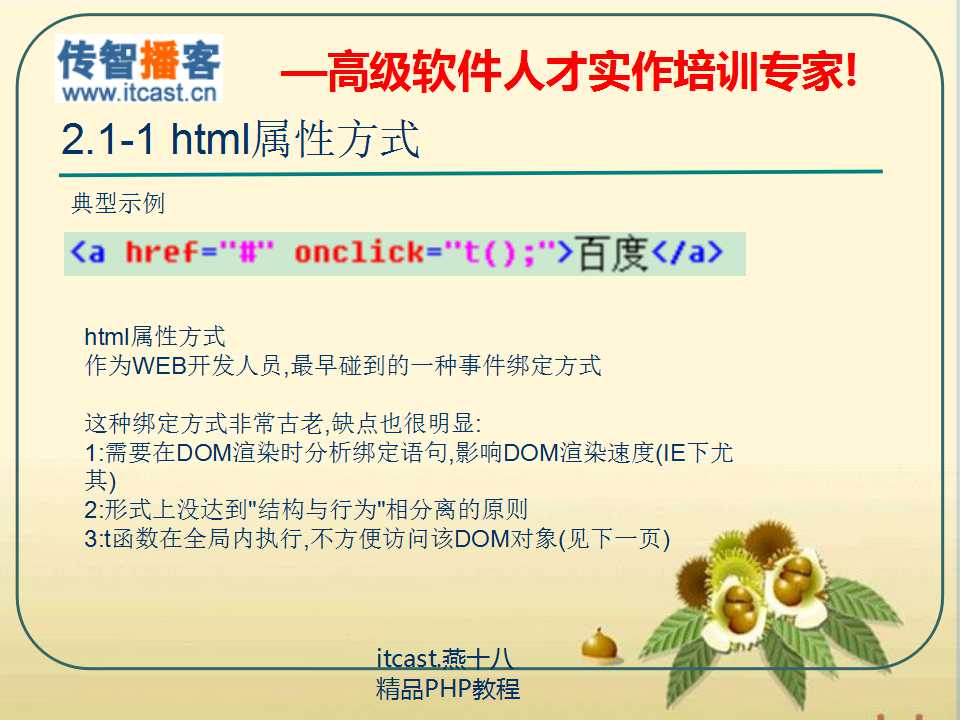 传智播客
www.itcast.cn
—高级软件人才实作培训专家!
2.1-1 html属性方式
典型示例
<a href="#" onclick="t();">百度</a>
html属性方式
作为WEB开发人员,最早碰到的一种事件绑定方式
这种绑定方式非常古老,缺点也很明显:
1:需要在DOM渲染时分析绑定语句,影响DOM渲染速度(IE下尤
其)
2:形式上没达到"结构与行为"相分离的原则
3:t函数在全局内执行,不方便访问该DOM对象(见下一页)
itcast.燕十八
精品PHP教程